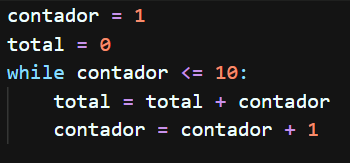 contador = 1
total = 0
while contador <= 10:
    total = total + contador
    contador = contador + 1